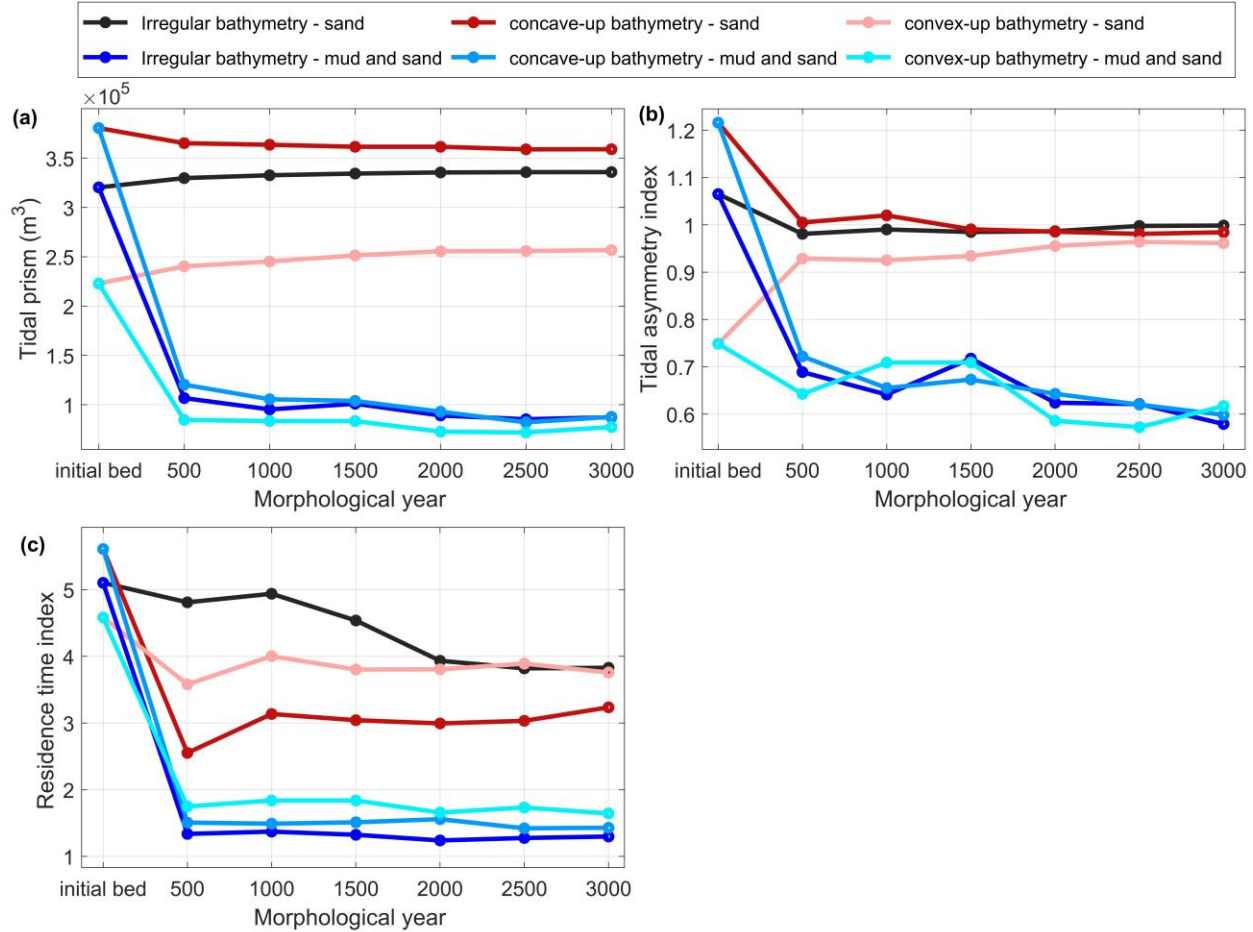 Irregular bathymetry - sand concave-up bathymetry - sand convex-up bathymetry - sand
Irregular bathymetry - mud and sand concave-up bathymetry - mud and sand convex-up bathymetry - mud and sand
(a)
×10⁵
3.5
3
2.5
2
1.5
1
Tidal prism (m³)
initial bed 500 1000 1500 2000 2500 3000
Morphological year
(b)
1.2
1.1
1
0.9
0.8
0.7
0.6
Tidal asymmetry index
initial bed 500 1000 1500 2000 2500 3000
Morphological year
(c)
5
4
3
2
1
Residence time index
initial bed 500 1000 1500 2000 2500 3000
Morphological year